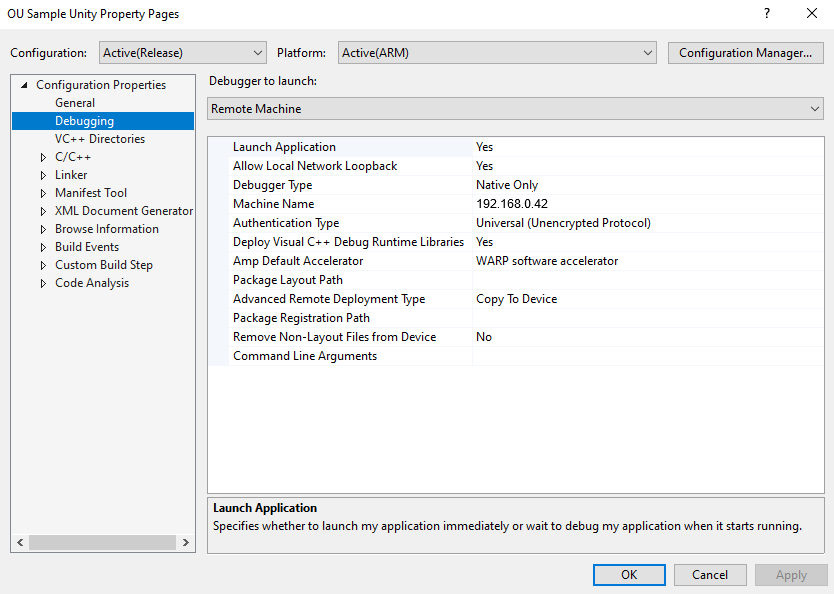 OU Sample Unity Property Pages
?
Configuration: Active(Release) Platform: Active(ARM) Configuration Manager...
Configuration Properties
General
Debugging
VC++ Directories
C/C++
Linker
Manifest Tool
XML Document Generator
Browse Information
Build Events
Custom Build Step
Code Analysis
Debugger to launch:
Remote Machine
Launch Application Yes
Allow Local Network Loopback Yes
Debugger Type Native Only
Machine Name 192.168.0.42
Authentication Type Universal (Unencrypted Protocol)
Deploy Visual C++ Debug Runtime Libraries Yes
Amp Default Accelerator WARP software accelerator
Package Layout Path
Advanced Remote Deployment Type Copy To Device
Package Registration Path
Remove Non-Layout Files from Device No
Command Line Arguments
Launch Application
Specifies whether to launch my application immediately or wait to debug my application when it starts running.
OK Cancel Apply